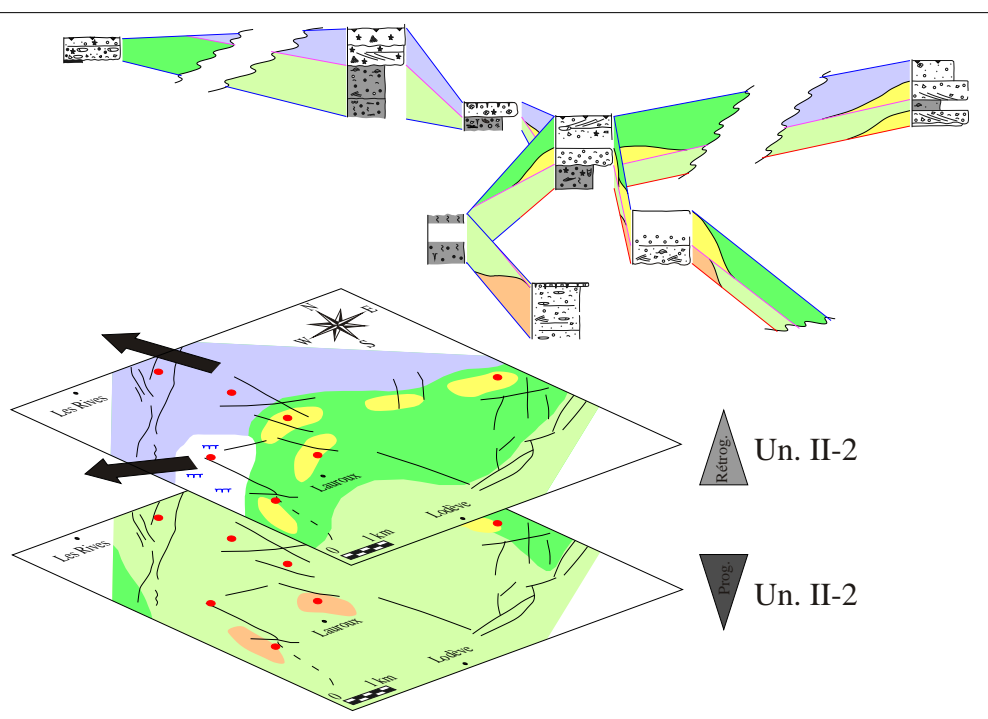 N
E
W
S
Les Rives
Lauroux
Lodève
0
1 km
Rétrog.
Un. II-2
Les Rives
Lauroux
Lodève
0
1 km
Prog.
Un. II-2